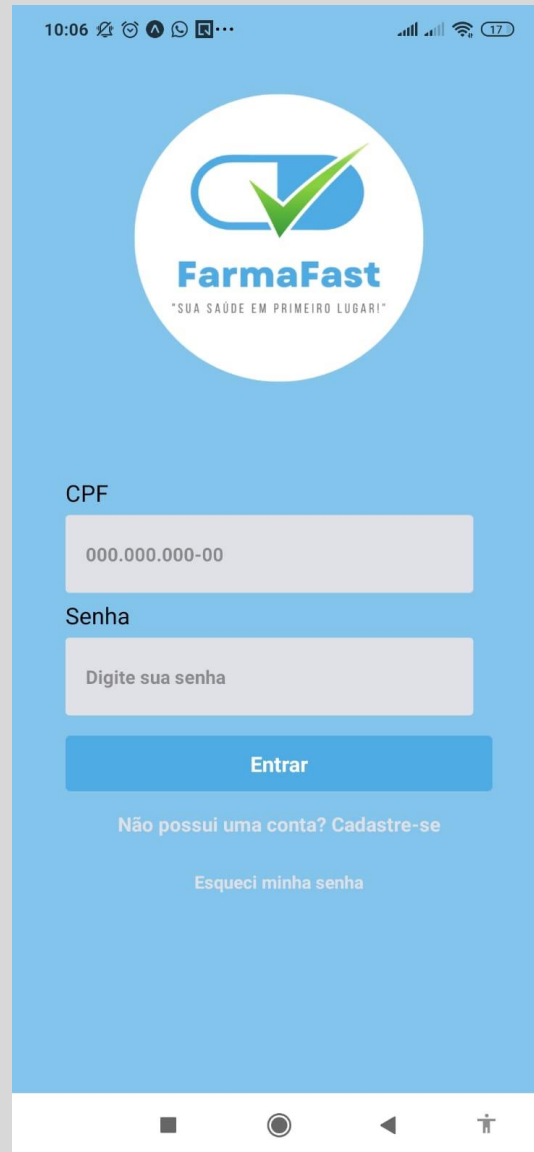 10:06
17
FarmaFast
"SUA SAÚDE EM PRIMEIRO LUGAR!"
CPF
000.000.000-00
Senha
Digite sua senha
Entrar
Não possui uma conta? Cadastre-se
Esqueci minha senha